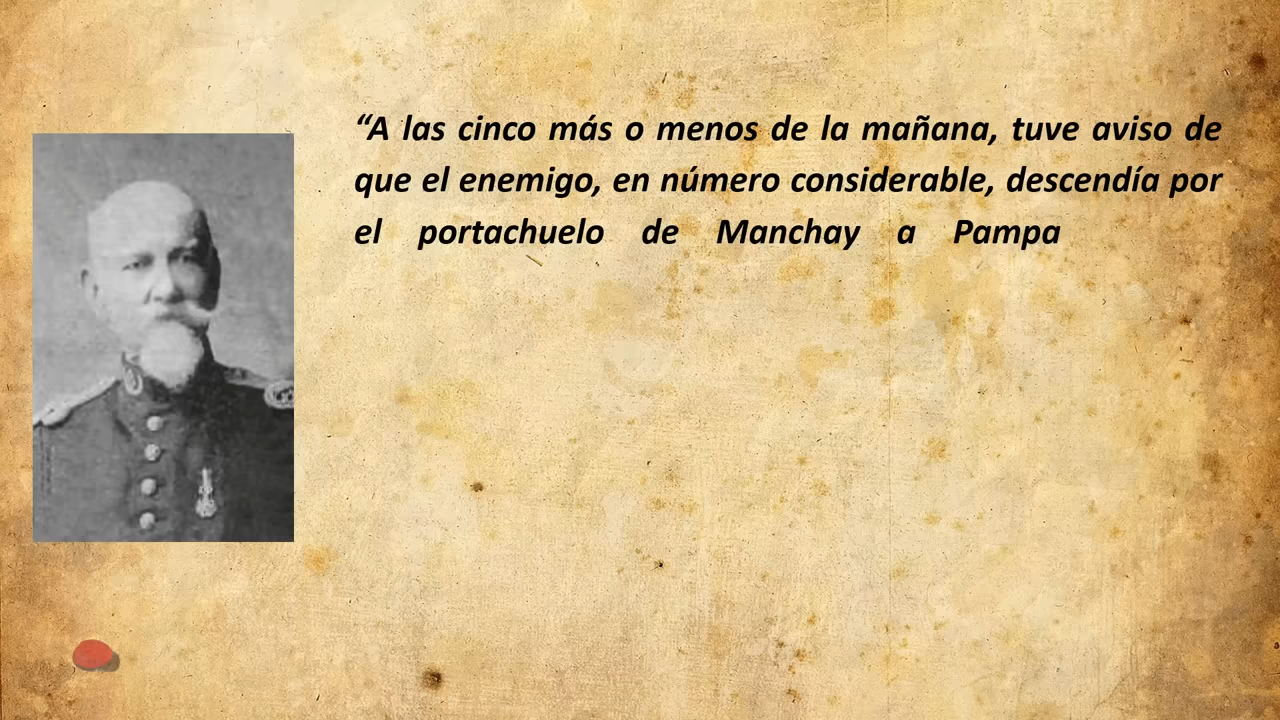 “A las cinco más o menos de la mañana, tuve aviso de
que el enemigo, en número considerable, descendía por
el portachuelo de Manchay a Pampa